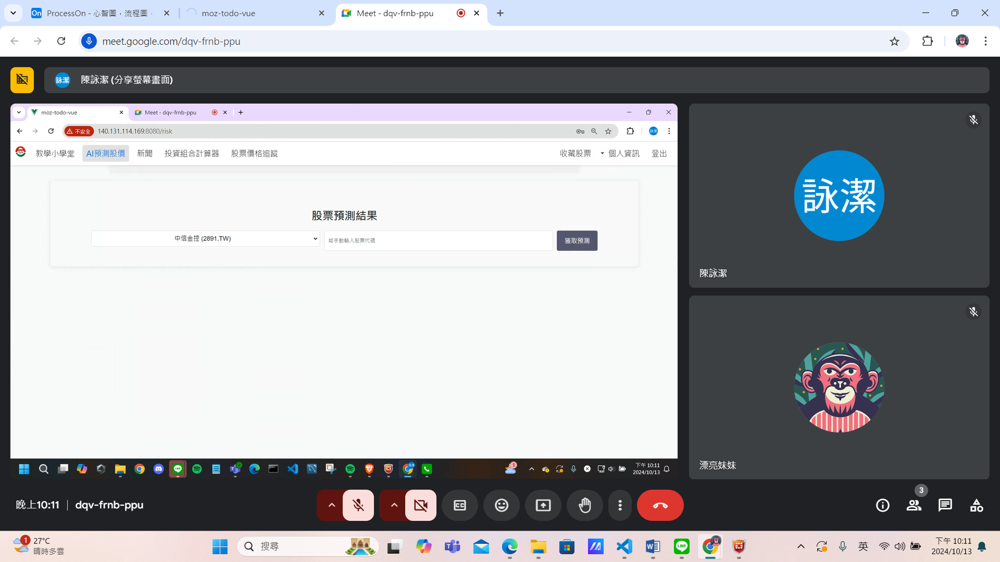 On ProcessOn - 心智圖，流程圖，
moz-todo-vue
Meet - dqv-frnb-ppu
meet.google.com/dqv-frnb-ppu
詠潔 陳詠潔 (分享螢幕畫面)
moz-todo-vue
Meet - dqv-frnb-ppu
不安全 140.131.114.169:8080/risk
教學小學堂 AI預測股價 新聞 投資組合計算器 股票價格追蹤 收藏股票 個人資訊 登出
股票預測結果
中信金控 (2891.TW) 或手動輸入股票代碼 獲取預測
下午 10:11
2024/10/13
詠潔
陳詠潔
漂亮妹妹
晚上10:11 dqv-frnb-ppu
3
1
27°C
晴時多雲
搜尋
英
下午 10:11
2024/10/13